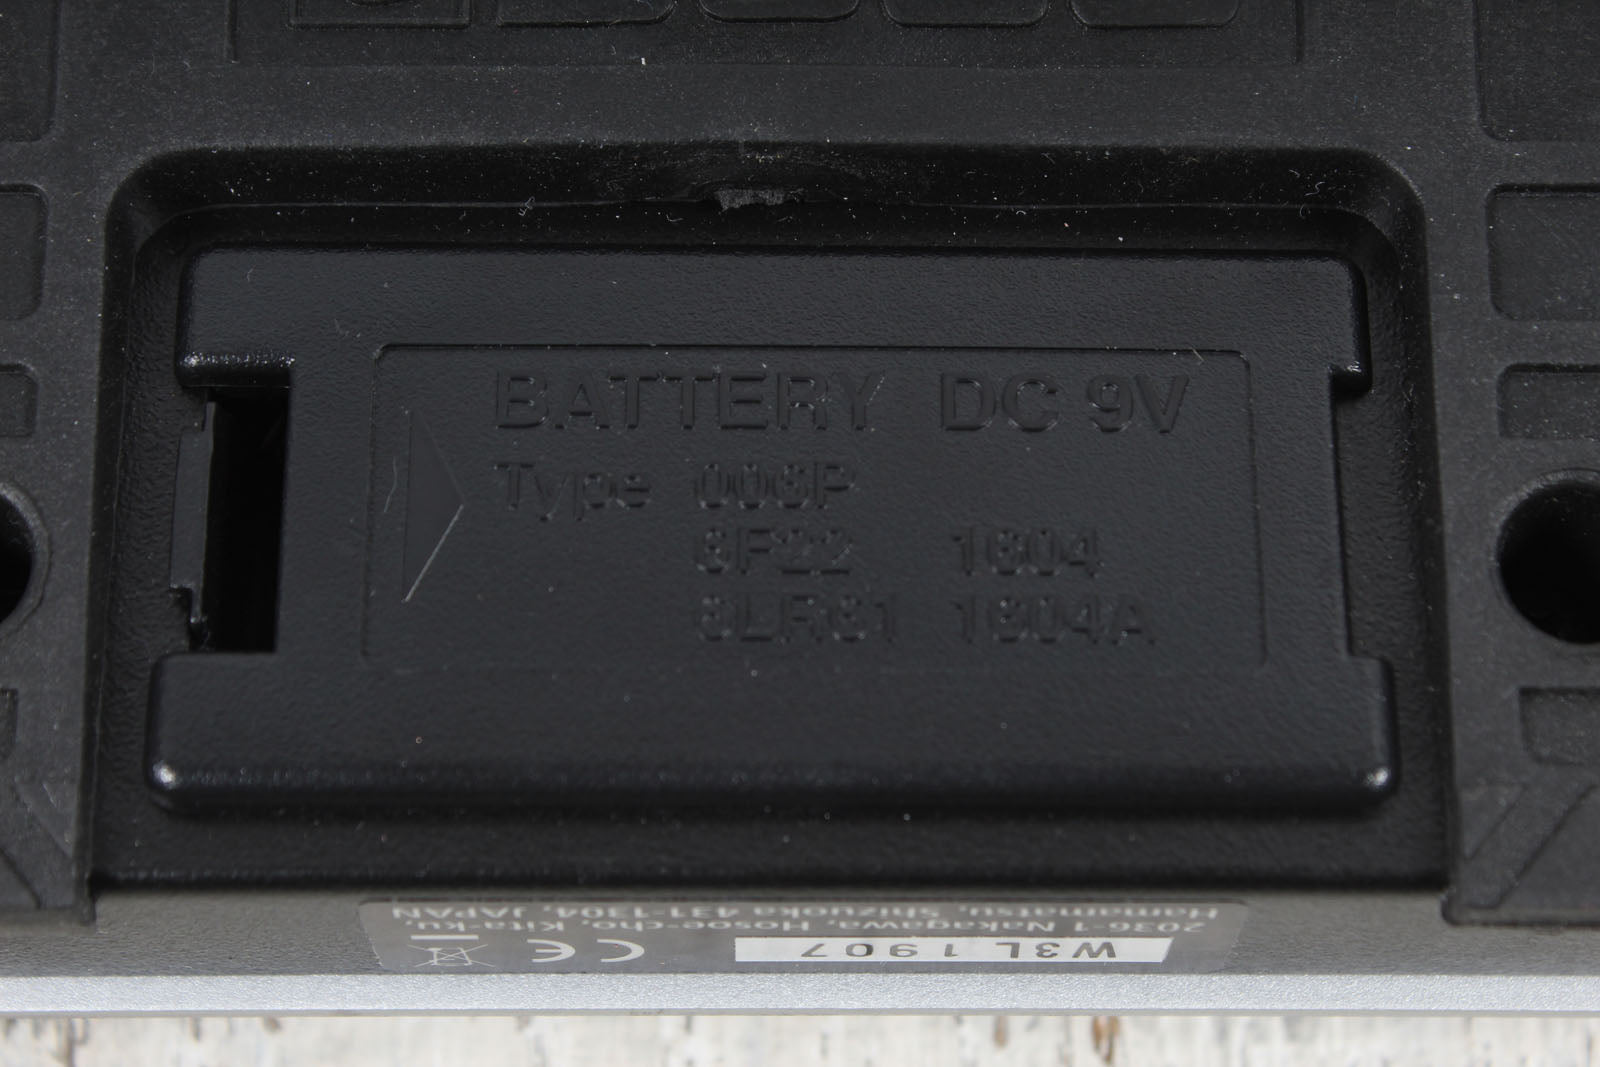 BATTERY DC 9V
Type 006P
6F22 1604
6LR61 1604A
W3L1907
CE
2036-1 Nakagawa, Hosoe-cho, Kita-ku,
Hamamatsu, Shizuoka 431-1304, JAPAN